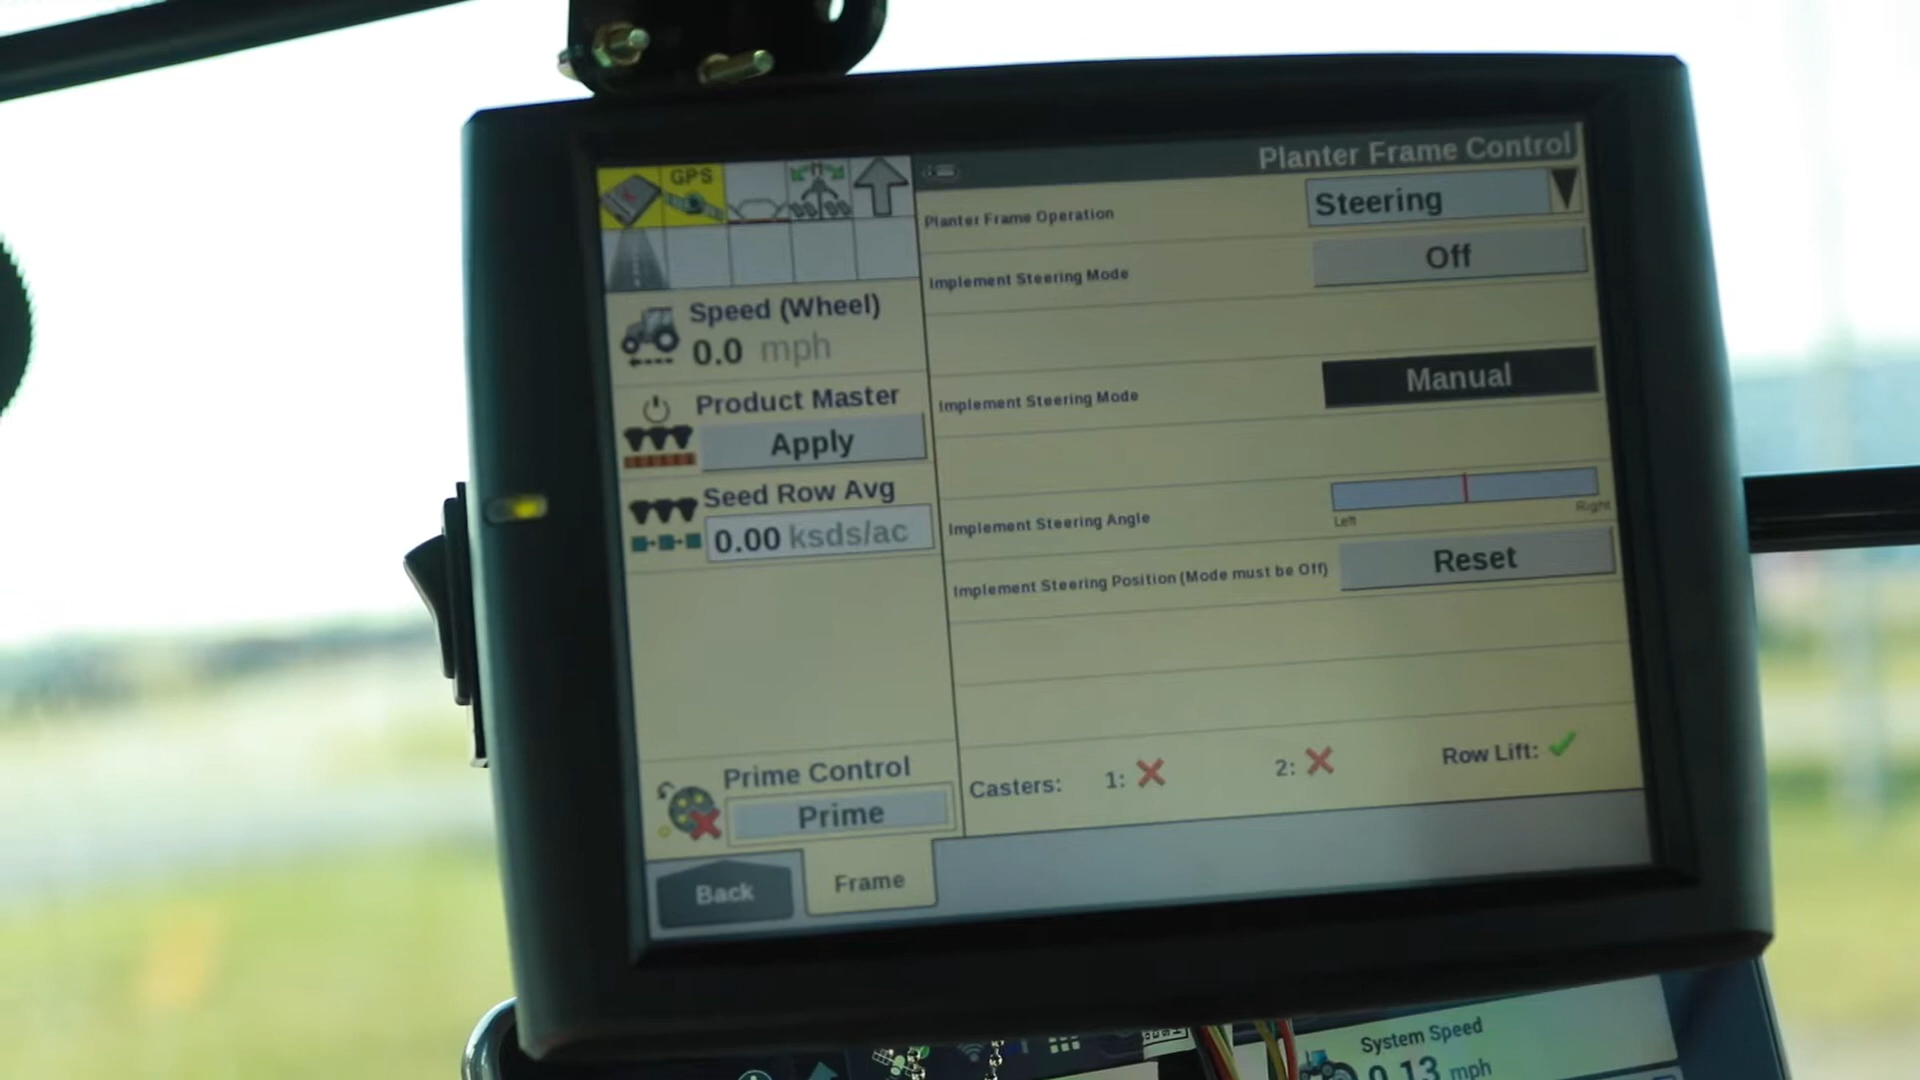 Planter Frame Control
GPS
Planter Frame Operation
Steering
Implement Steering Mode
Off
Speed (Wheel)
0.0 mph
Implement Steering Mode
Manual
Product Master
Apply
Seed Row Avg
0.00 ksds/ac
Implement Steering Angle
Left
Right
Implement Steering Position (Mode must be Off)
Reset
Prime Control
Prime
Casters:
1:
2:
Row Lift:
Back
Frame
System Speed
0.13 mph